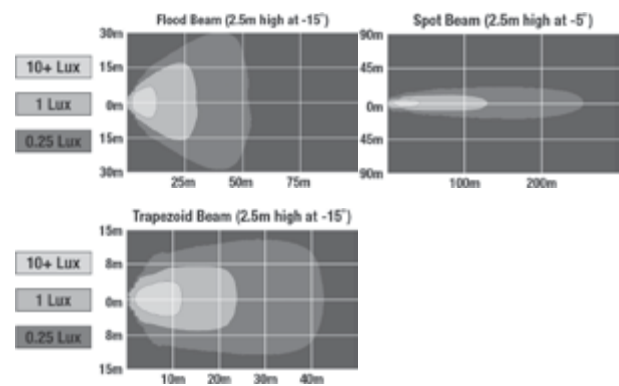 Flood Beam (2.5m high at -15°)
30m
15m
0m
15m
30m
25m 50m 75m
10+ Lux
1 Lux
0.25 Lux
Spot Beam (2.5m high at -5°)
90m
45m
0m
45m
90m
100m 200m
Trapezoid Beam (2.5m high at -15°)
15m
8m
0m
8m
15m
10m 20m 30m 40m
10+ Lux
1 Lux
0.25 Lux